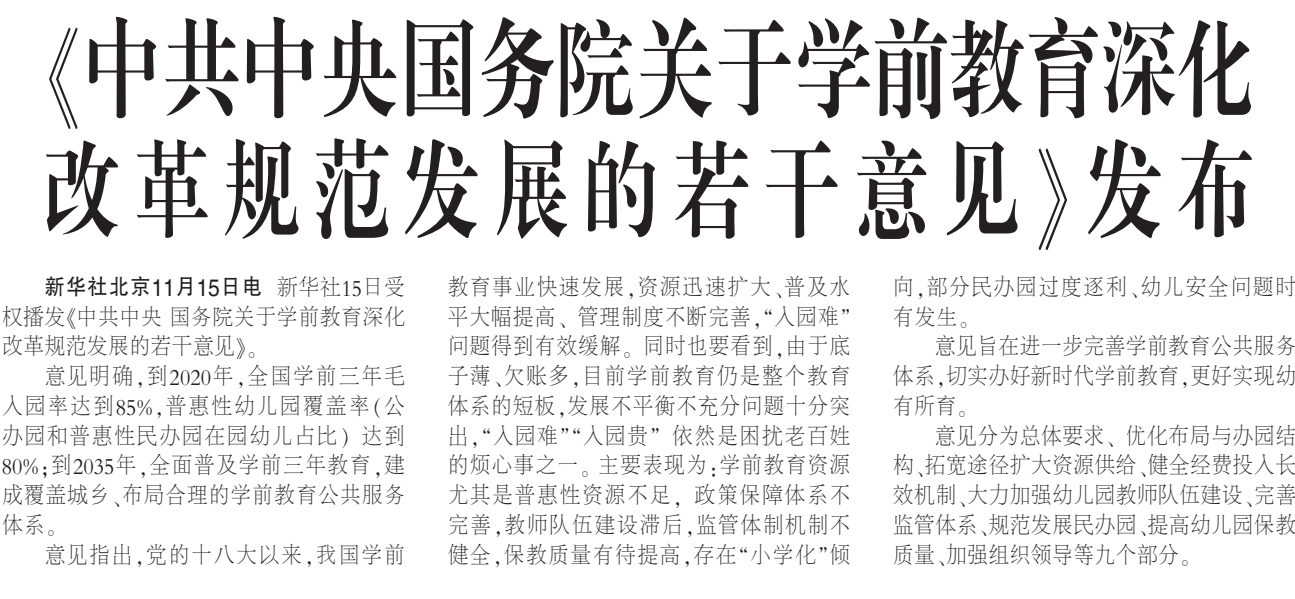 《中共中央国务院关于学前教育深化
改革规范发展的若干意见》发布
新华社北京11月15日电 新华社15日受
权播发《中共中央 国务院关于学前教育深化
改革规范发展的若干意见》。
意见明确,到2020年,全国学前三年毛
入园率达到85%,普惠性幼儿园覆盖率(公
办园和普惠性民办园在园幼儿占比) 达到
80%;到2035年,全面普及学前三年教育,建
成覆盖城乡、布局合理的学前教育公共服务
体系。
意见指出,党的十八大以来,我国学前
教育事业快速发展,资源迅速扩大、普及水
平大幅提高、管理制度不断完善,“入园难”
问题得到有效缓解。同时也要看到,由于底
子薄、欠账多,目前学前教育仍是整个教育
体系的短板,发展不平衡不充分问题十分突
出,“入园难”“入园贵” 依然是困扰老百姓
的烦心事之一。主要表现为:学前教育资源
尤其是普惠性资源不足, 政策保障体系不
完善,教师队伍建设滞后,监管体制机制不
健全,保教质量有待提高,存在“小学化”倾
向,部分民办园过度逐利、幼儿安全问题时
有发生。
意见旨在进一步完善学前教育公共服务
体系,切实办好新时代学前教育,更好实现幼
有所育。
意见分为总体要求、优化布局与办园结
构、拓宽途径扩大资源供给、健全经费投入长
效机制、大力加强幼儿园教师队伍建设、完善
监管体系、规范发展民办园、提高幼儿园保教
质量、加强组织领导等九个部分。